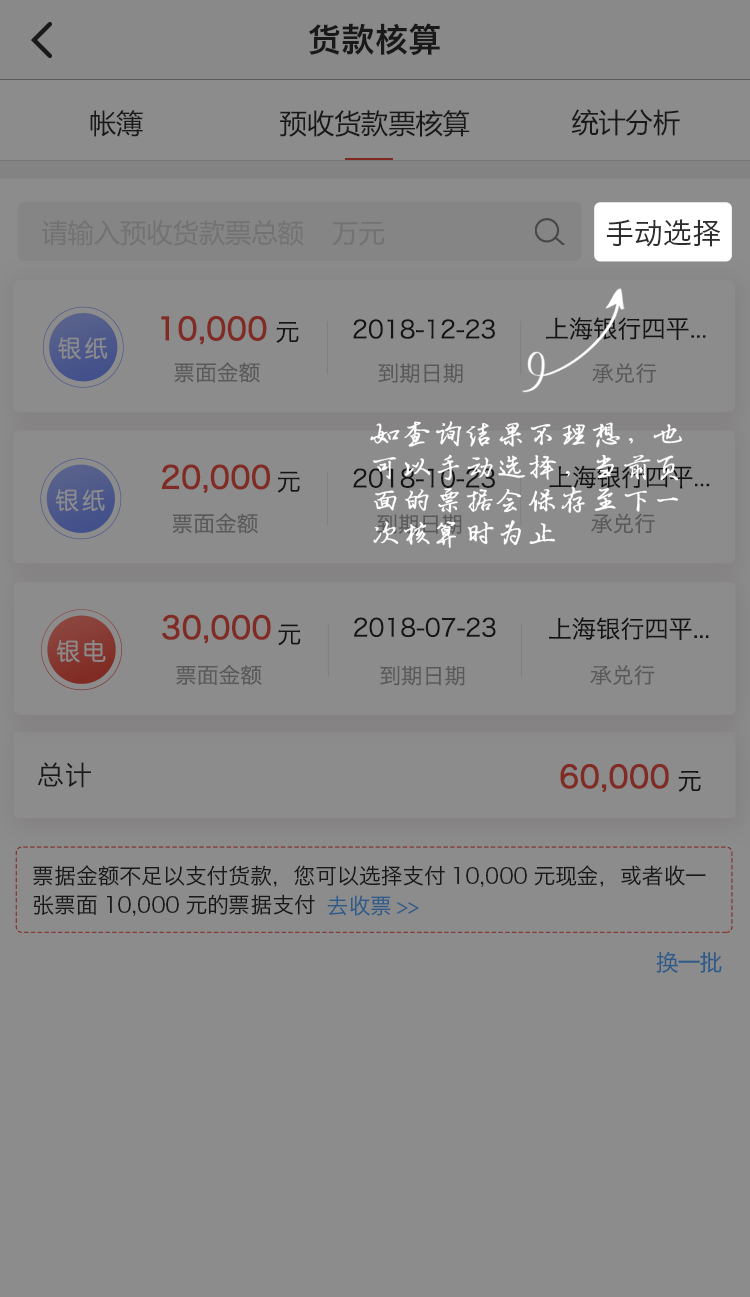 货款核算
帐簿 预收货款票核算 统计分析
请输入预收货款票总额 万元 手动选择
银纸 10,000 元 2018-12-23 上海银行四平...
票面金额 到期日期 承兑行
如查询结果不理想，也
可以手动选择，当前页
面的票据会保存至下一
次核算时为止
银纸 20,000 元 2018-10-23 上海银行四平...
票面金额 到期日期 承兑行
银电 30,000 元 2018-07-23 上海银行四平...
票面金额 到期日期 承兑行
总计 60,000 元
票据金额不足以支付货款，您可以选择支付 10,000 元现金，或者收一
张票面 10,000 元的票据支付 去收票 >>
换一批